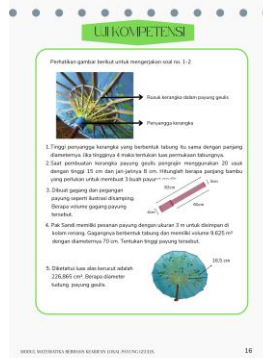 UJI KOMPETENSI
Perhatikan gambar berikut untuk mengerjakan soal no. 1-2
Rusuk kerangka dalam payung geulis
Penyangga kerangka
1. Tinggi penyangga kerangka yang berbentuk tabung itu sama dengan panjang
diameternya, jika tingginya 4 maka tentukan luas permukaan tabungnya.
2. Saat pembuatan kerangka payung geulis pengrajin menggunakan 20 usuk
dengan tinggi 15 cm dan jari-jarinya 8 cm. Hitunglah berapa panjang bambu
yang perlukan untuk membuat 3 buah payung
3. Dibuat gagang dan pegangan
payung seperti ilustrasi disamping.
Berapa volume gagang payung
tersebut.
60cm
4. Pak Sandi memiliki pesanan payung dengan ukuran 3 m untuk disimpan di
kolam renang. Gagangnya berbentuk tabung dan memiliki volume 9.625 m³
dengan diameternya 70 cm. Tentukan tinggi payung tersebut.
5. Diketahui luas alas kerucut adalah
226,865 cm². Berapa diameter
tudung payung geulis.
18,5 cm
MODUL MATEMATIKA BERBASIS KEARIFAN LOKAL PAYUNG GEULIS
16